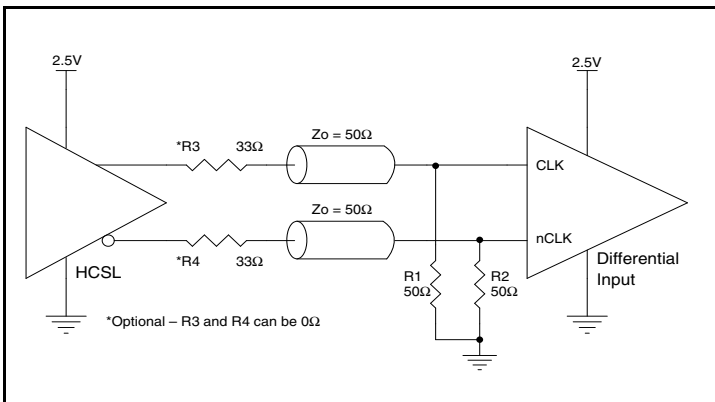 2.5V
2.5V
*R3 33Ω
Zo = 50Ω
CLK
Zo = 50Ω
nCLK
*R4 33Ω
HCSL
R1
50Ω
R2
50Ω
Differential
Input
*Optional – R3 and R4 can be 0Ω